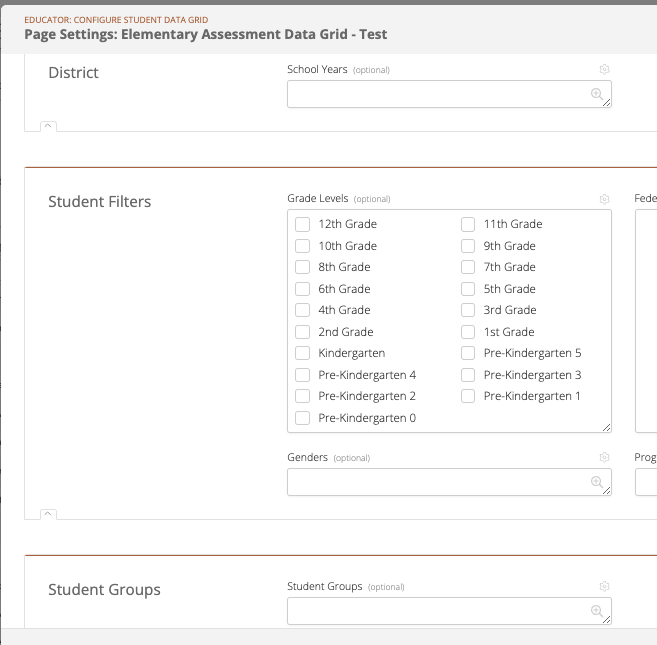 EDUCATOR: CONFIGURE STUDENT DATA GRID
Page Settings: Elementary Assessment Data Grid - Test
District
School Years (optional)
Student Filters
Grade Levels (optional)
Fede
12th Grade
11th Grade
10th Grade
9th Grade
8th Grade
7th Grade
6th Grade
5th Grade
4th Grade
3rd Grade
2nd Grade
1st Grade
Kindergarten
Pre-Kindergarten 5
Pre-Kindergarten 4
Pre-Kindergarten 3
Pre-Kindergarten 2
Pre-Kindergarten 1
Pre-Kindergarten 0
Genders (optional)
Prog
Student Groups
Student Groups (optional)